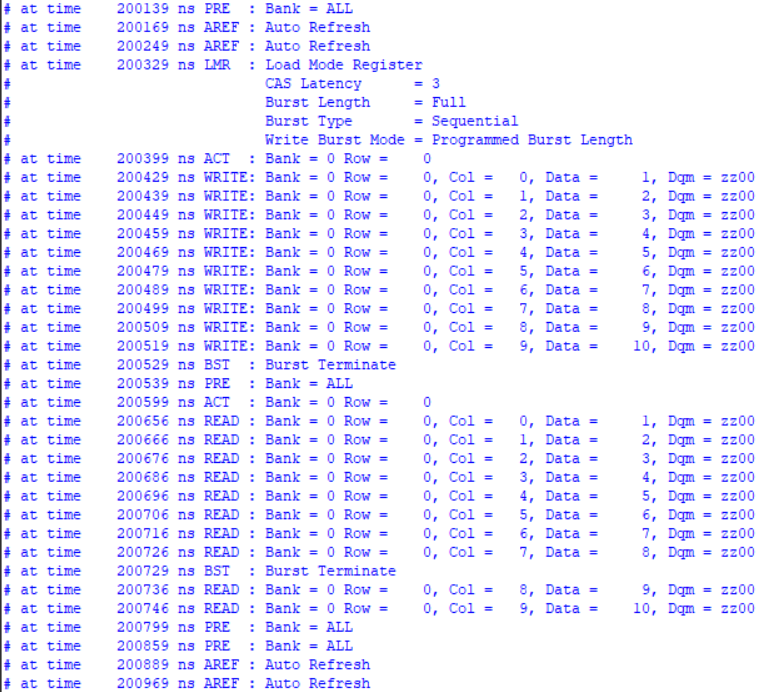 # at time    200139 ns PRE  : Bank = ALL
# at time    200169 ns AREF : Auto Refresh
# at time    200249 ns AREF : Auto Refresh
# at time    200329 ns LMR  : Load Mode Register
#                             CAS Latency      = 3
#                             Burst Length     = Full
#                             Burst Type       = Sequential
#                             Write Burst Mode = Programmed Burst Length
# at time    200399 ns ACT  : Bank = 0 Row =    0
# at time    200429 ns WRITE: Bank = 0 Row =    0, Col =   0, Data =     1, Dqm = zz00
# at time    200439 ns WRITE: Bank = 0 Row =    0, Col =   1, Data =     2, Dqm = zz00
# at time    200449 ns WRITE: Bank = 0 Row =    0, Col =   2, Data =     3, Dqm = zz00
# at time    200459 ns WRITE: Bank = 0 Row =    0, Col =   3, Data =     4, Dqm = zz00
# at time    200469 ns WRITE: Bank = 0 Row =    0, Col =   4, Data =     5, Dqm = zz00
# at time    200479 ns WRITE: Bank = 0 Row =    0, Col =   5, Data =     6, Dqm = zz00
# at time    200489 ns WRITE: Bank = 0 Row =    0, Col =   6, Data =     7, Dqm = zz00
# at time    200499 ns WRITE: Bank = 0 Row =    0, Col =   7, Data =     8, Dqm = zz00
# at time    200509 ns WRITE: Bank = 0 Row =    0, Col =   8, Data =     9, Dqm = zz00
# at time    200519 ns WRITE: Bank = 0 Row =    0, Col =   9, Data =    10, Dqm = zz00
# at time    200529 ns BST  : Burst Terminate
# at time    200539 ns PRE  : Bank = ALL
# at time    200599 ns ACT  : Bank = 0 Row =    0
# at time    200656 ns READ : Bank = 0 Row =    0, Col =   0, Data =     1, Dqm = zz00
# at time    200666 ns READ : Bank = 0 Row =    0, Col =   1, Data =     2, Dqm = zz00
# at time    200676 ns READ : Bank = 0 Row =    0, Col =   2, Data =     3, Dqm = zz00
# at time    200686 ns READ : Bank = 0 Row =    0, Col =   3, Data =     4, Dqm = zz00
# at time    200696 ns READ : Bank = 0 Row =    0, Col =   4, Data =     5, Dqm = zz00
# at time    200706 ns READ : Bank = 0 Row =    0, Col =   5, Data =     6, Dqm = zz00
# at time    200716 ns READ : Bank = 0 Row =    0, Col =   6, Data =     7, Dqm = zz00
# at time    200726 ns READ : Bank = 0 Row =    0, Col =   7, Data =     8, Dqm = zz00
# at time    200729 ns BST  : Burst Terminate
# at time    200736 ns READ : Bank = 0 Row =    0, Col =   8, Data =     9, Dqm = zz00
# at time    200746 ns READ : Bank = 0 Row =    0, Col =   9, Data =    10, Dqm = zz00
# at time    200799 ns PRE  : Bank = ALL
# at time    200859 ns PRE  : Bank = ALL
# at time    200889 ns AREF : Auto Refresh
# at time    200969 ns AREF : Auto Refresh